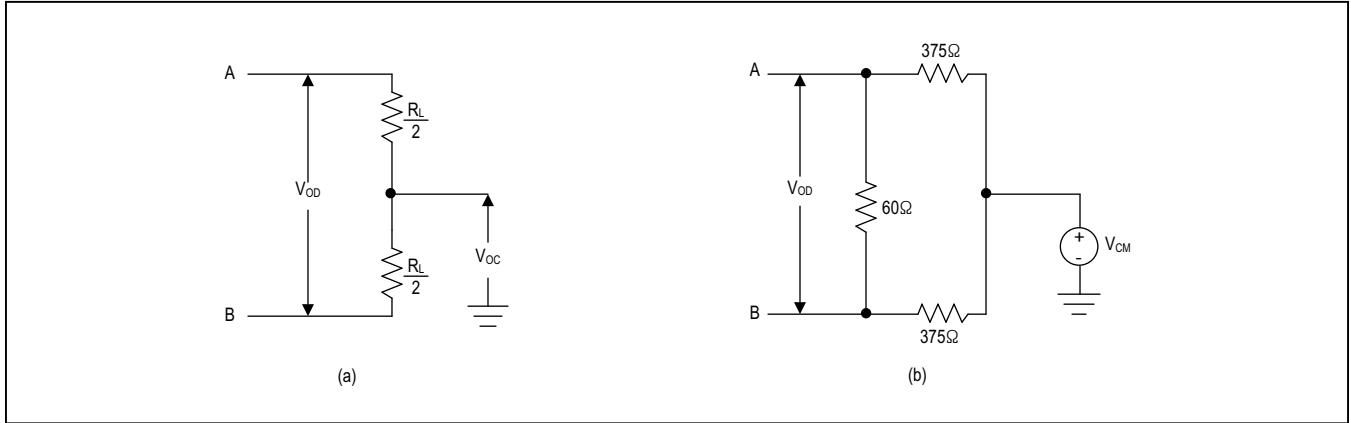 A
R_L
2
V_OD
R_L
2
V_OC
B
(a)
375Ω
A
V_OD
60Ω
+
-
V_CM
B
375Ω
(b)